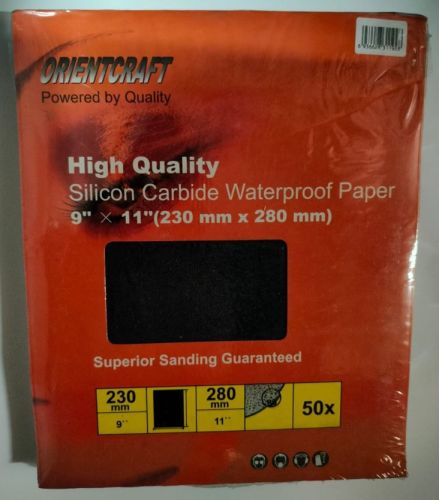 ORIENTCRAFT
Powered by Quality
High Quality
Silicon Carbide Waterproof Paper
9" × 11"(230 mm x 280 mm)
Superior Sanding Guaranteed
230 mm
9``
280 mm
11``
50x